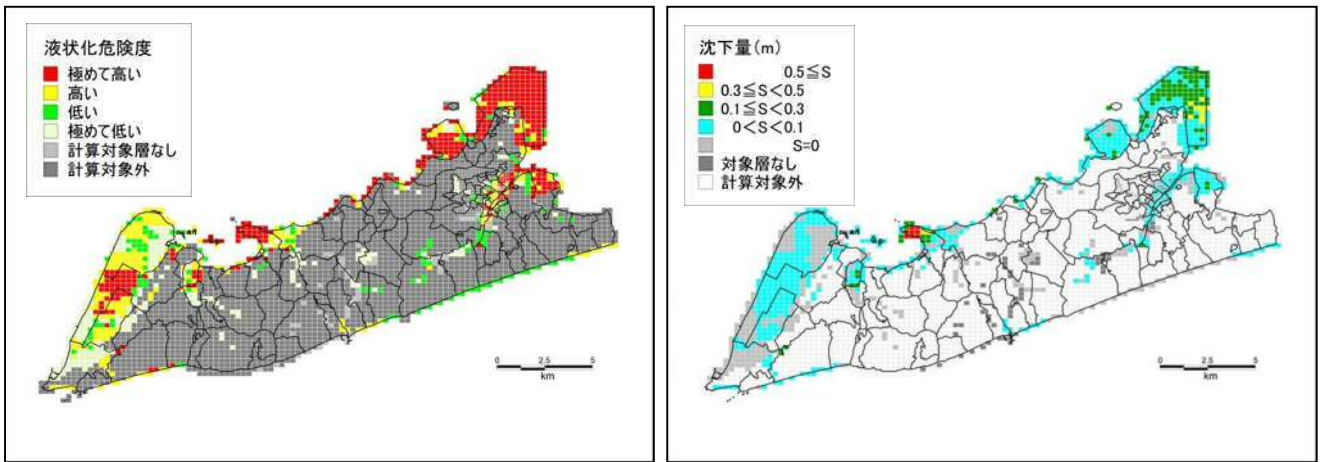 液状化危険度
極めて高い
高い
低い
極めて低い
計算対象層なし
計算対象外
0 2.5 5
km
沈下量(m)
0.5≦S
0.3≦S<0.5
0.1≦S<0.3
0<S<0.1
S=0
対象層なし
計算対象外
0 2.5 5
km